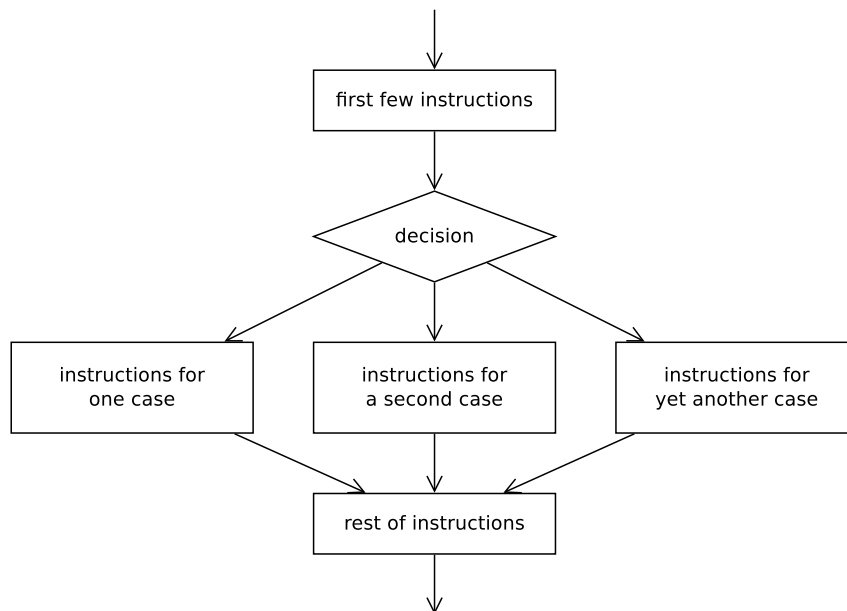 first few instructions
decision
instructions for
one case
instructions for
a second case
instructions for
yet another case
rest of instructions